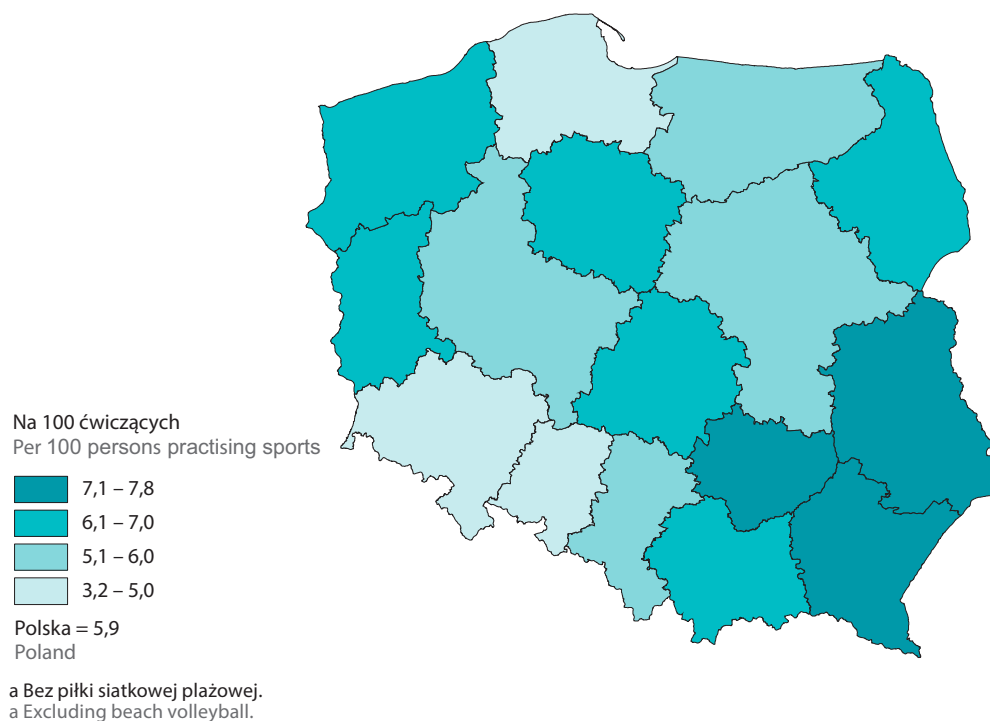 Na 100 ćwiczących
Per 100 persons practising sports
7,1 – 7,8
6,1 – 7,0
5,1 – 6,0
3,2 – 5,0
Polska = 5,9
Poland
a Bez piłki siatkowej plażowej.
a Excluding beach volleyball.